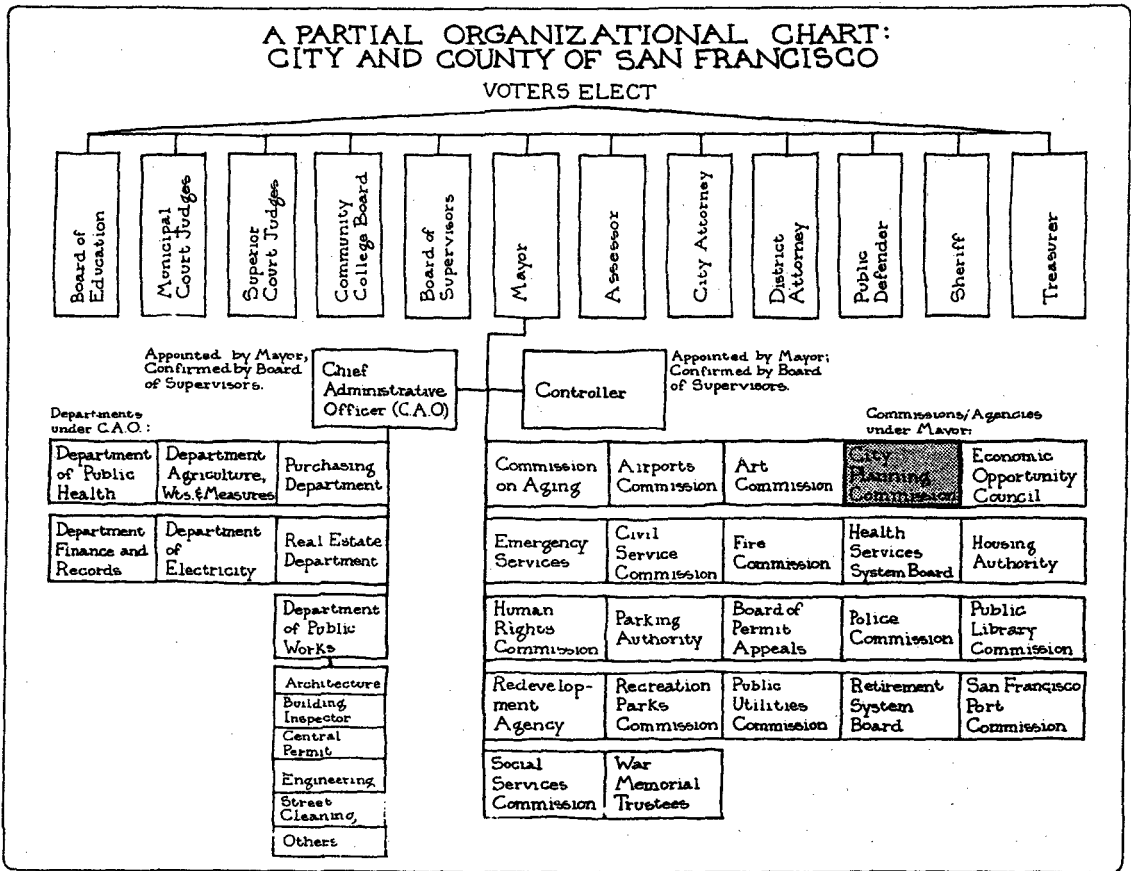 A PARTIAL ORGANIZATIONAL CHART:
CITY AND COUNTY OF SAN FRANCISCO
VOTERS ELECT
Board of
Education
Municipal
Court Judges
Superior
Court Judges
Community
College Board
Board of
Supervisors
Mayor
Assessor
City Attorney
District
Attorney
Public
Defender
Sheriff
Treasurer
Appointed by Mayor,
Confirmed by Board
of Supervisors.
Chief
Administrative
Officer (C.A.O)
Controller
Appointed by Mayor;
Confirmed by Board
of Supervisors.
Departments
under C.A.O.:
Department
of Public
Health
Department
Agriculture,
Wts. & Measures
Purchasing
Department
Department
Finance and
Records
Department
of
Electricity
Real Estate
Department
Department
of Public
Works
Architecture
Building
Inspector
Central
Permit
Engineering
Street
Cleaning,
Others
Commissions/Agencies
under Mayor:
Commission
on Aging
Airports
Commission
Art
Commission
City
Planning
Commission
Economic
Opportunity
Council
Emergency
Services
Civil
Service
Commission
Fire
Commission
Health
Services
System Board
Housing
Authority
Human
Rights
Commission
Parking
Authority
Board of
Permit
Appeals
Police
Commission
Public
Library
Commission
Redevelop-
ment
Agency
Recreation
Parks
Commission
Public
Utilities
Commission
Retirement
System
Board
San Francisco
Port
Commission
Social
Services
Commission
War
Memorial
Trustees